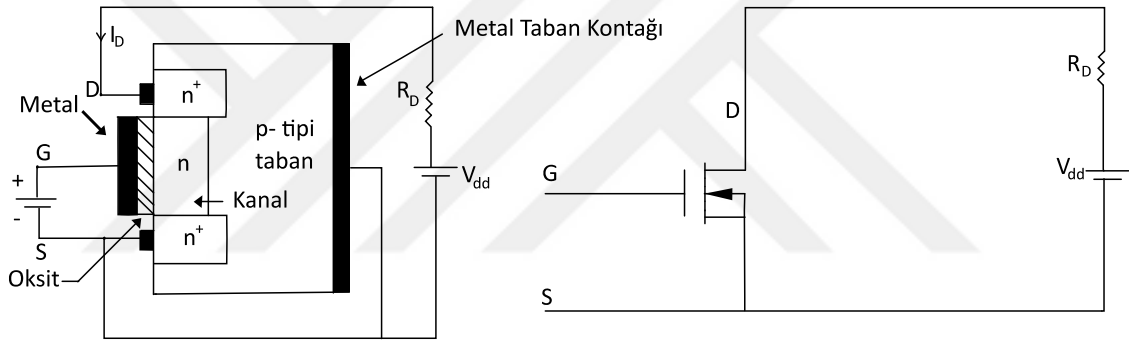 I_D
Metal Taban Kontağı
D
n⁺
R_D
Metal
p- tipi
taban
G
n
V_dd
+
-
Kanal
S
n⁺
Oksit
R_D
D
V_dd
G
S